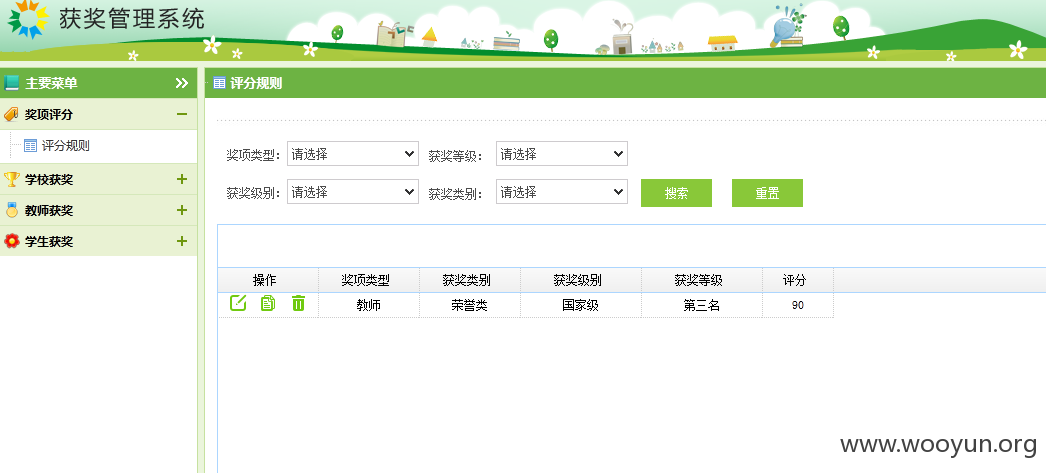 获奖管理系统
主要菜单
奖项评分
评分规则
学校获奖
教师获奖
学生获奖
评分规则
奖项类型: 请选择 获奖等级: 请选择
获奖级别: 请选择 获奖类别: 请选择 搜索 重置
操作 奖项类型 获奖类别 获奖级别 获奖等级 评分
教师 荣誉类 国家级 第三名 90
www.wooyun.org